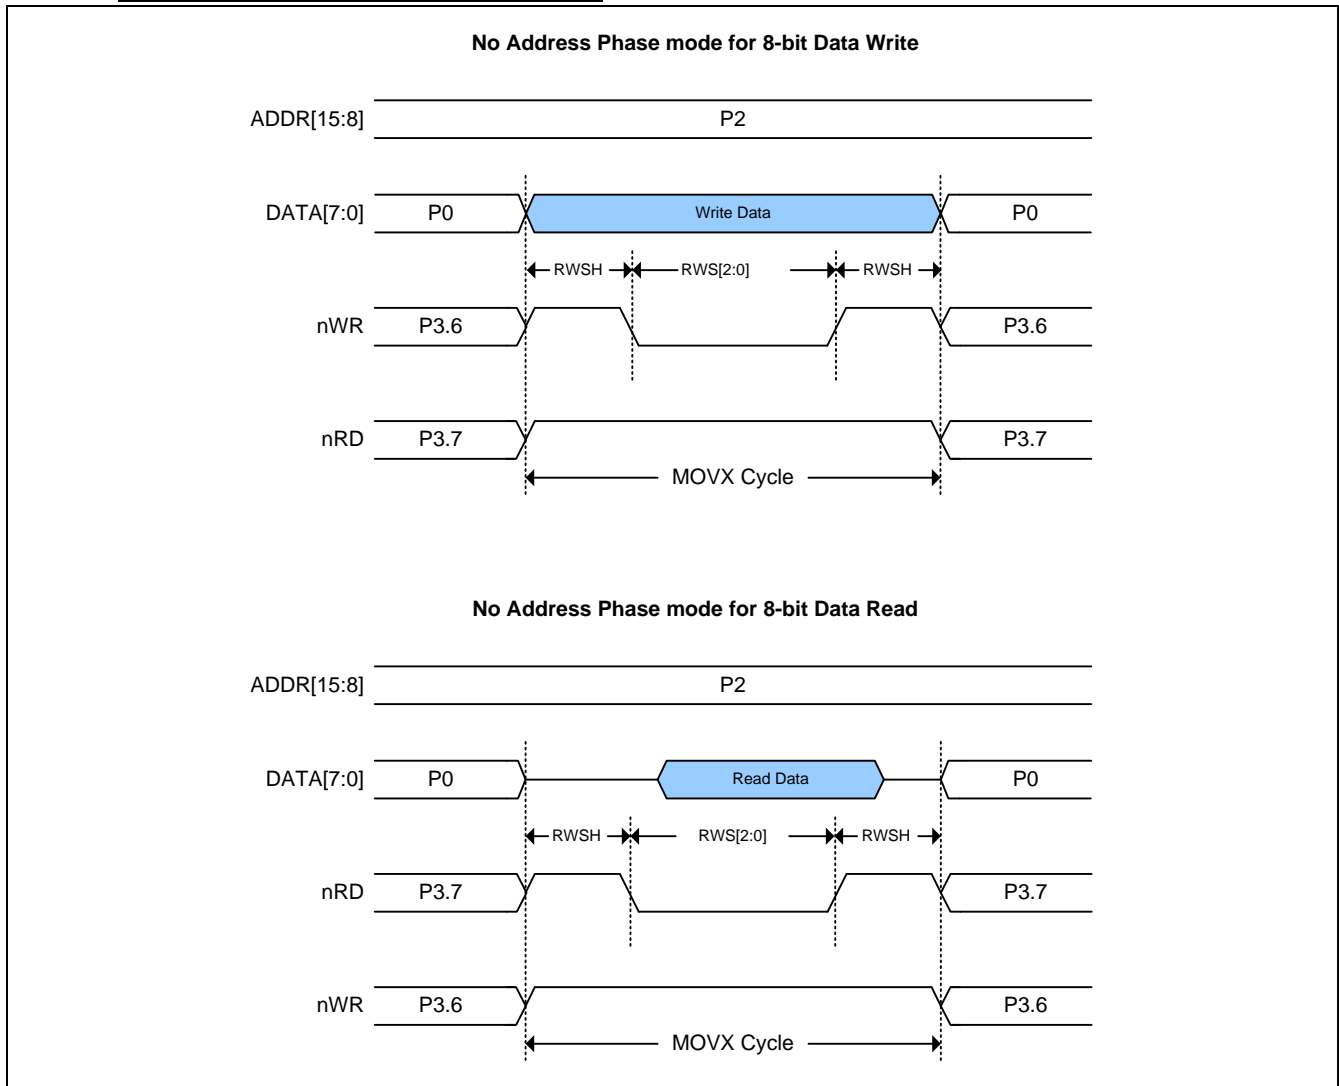 No Address Phase mode for 8-bit Data Write
ADDR[15:8] P2
DATA[7:0] P0 Write Data P0
RWSH RWS[2:0] RWSH
nWR P3.6 P3.6
nRD P3.7 P3.7
MOVX Cycle
No Address Phase mode for 8-bit Data Read
ADDR[15:8] P2
DATA[7:0] P0 Read Data P0
RWSH RWS[2:0] RWSH
nRD P3.7 P3.7
nWR P3.6 P3.6
MOVX Cycle